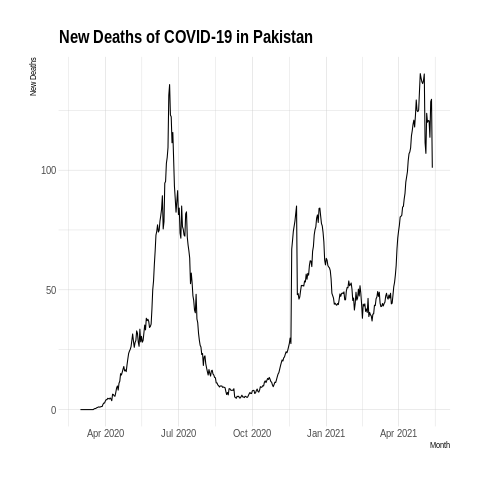 New Deaths of COVID-19 in Pakistan
New Deaths
100
50
0
Apr 2020 Jul 2020 Oct 2020 Jan 2021 Apr 2021
Month